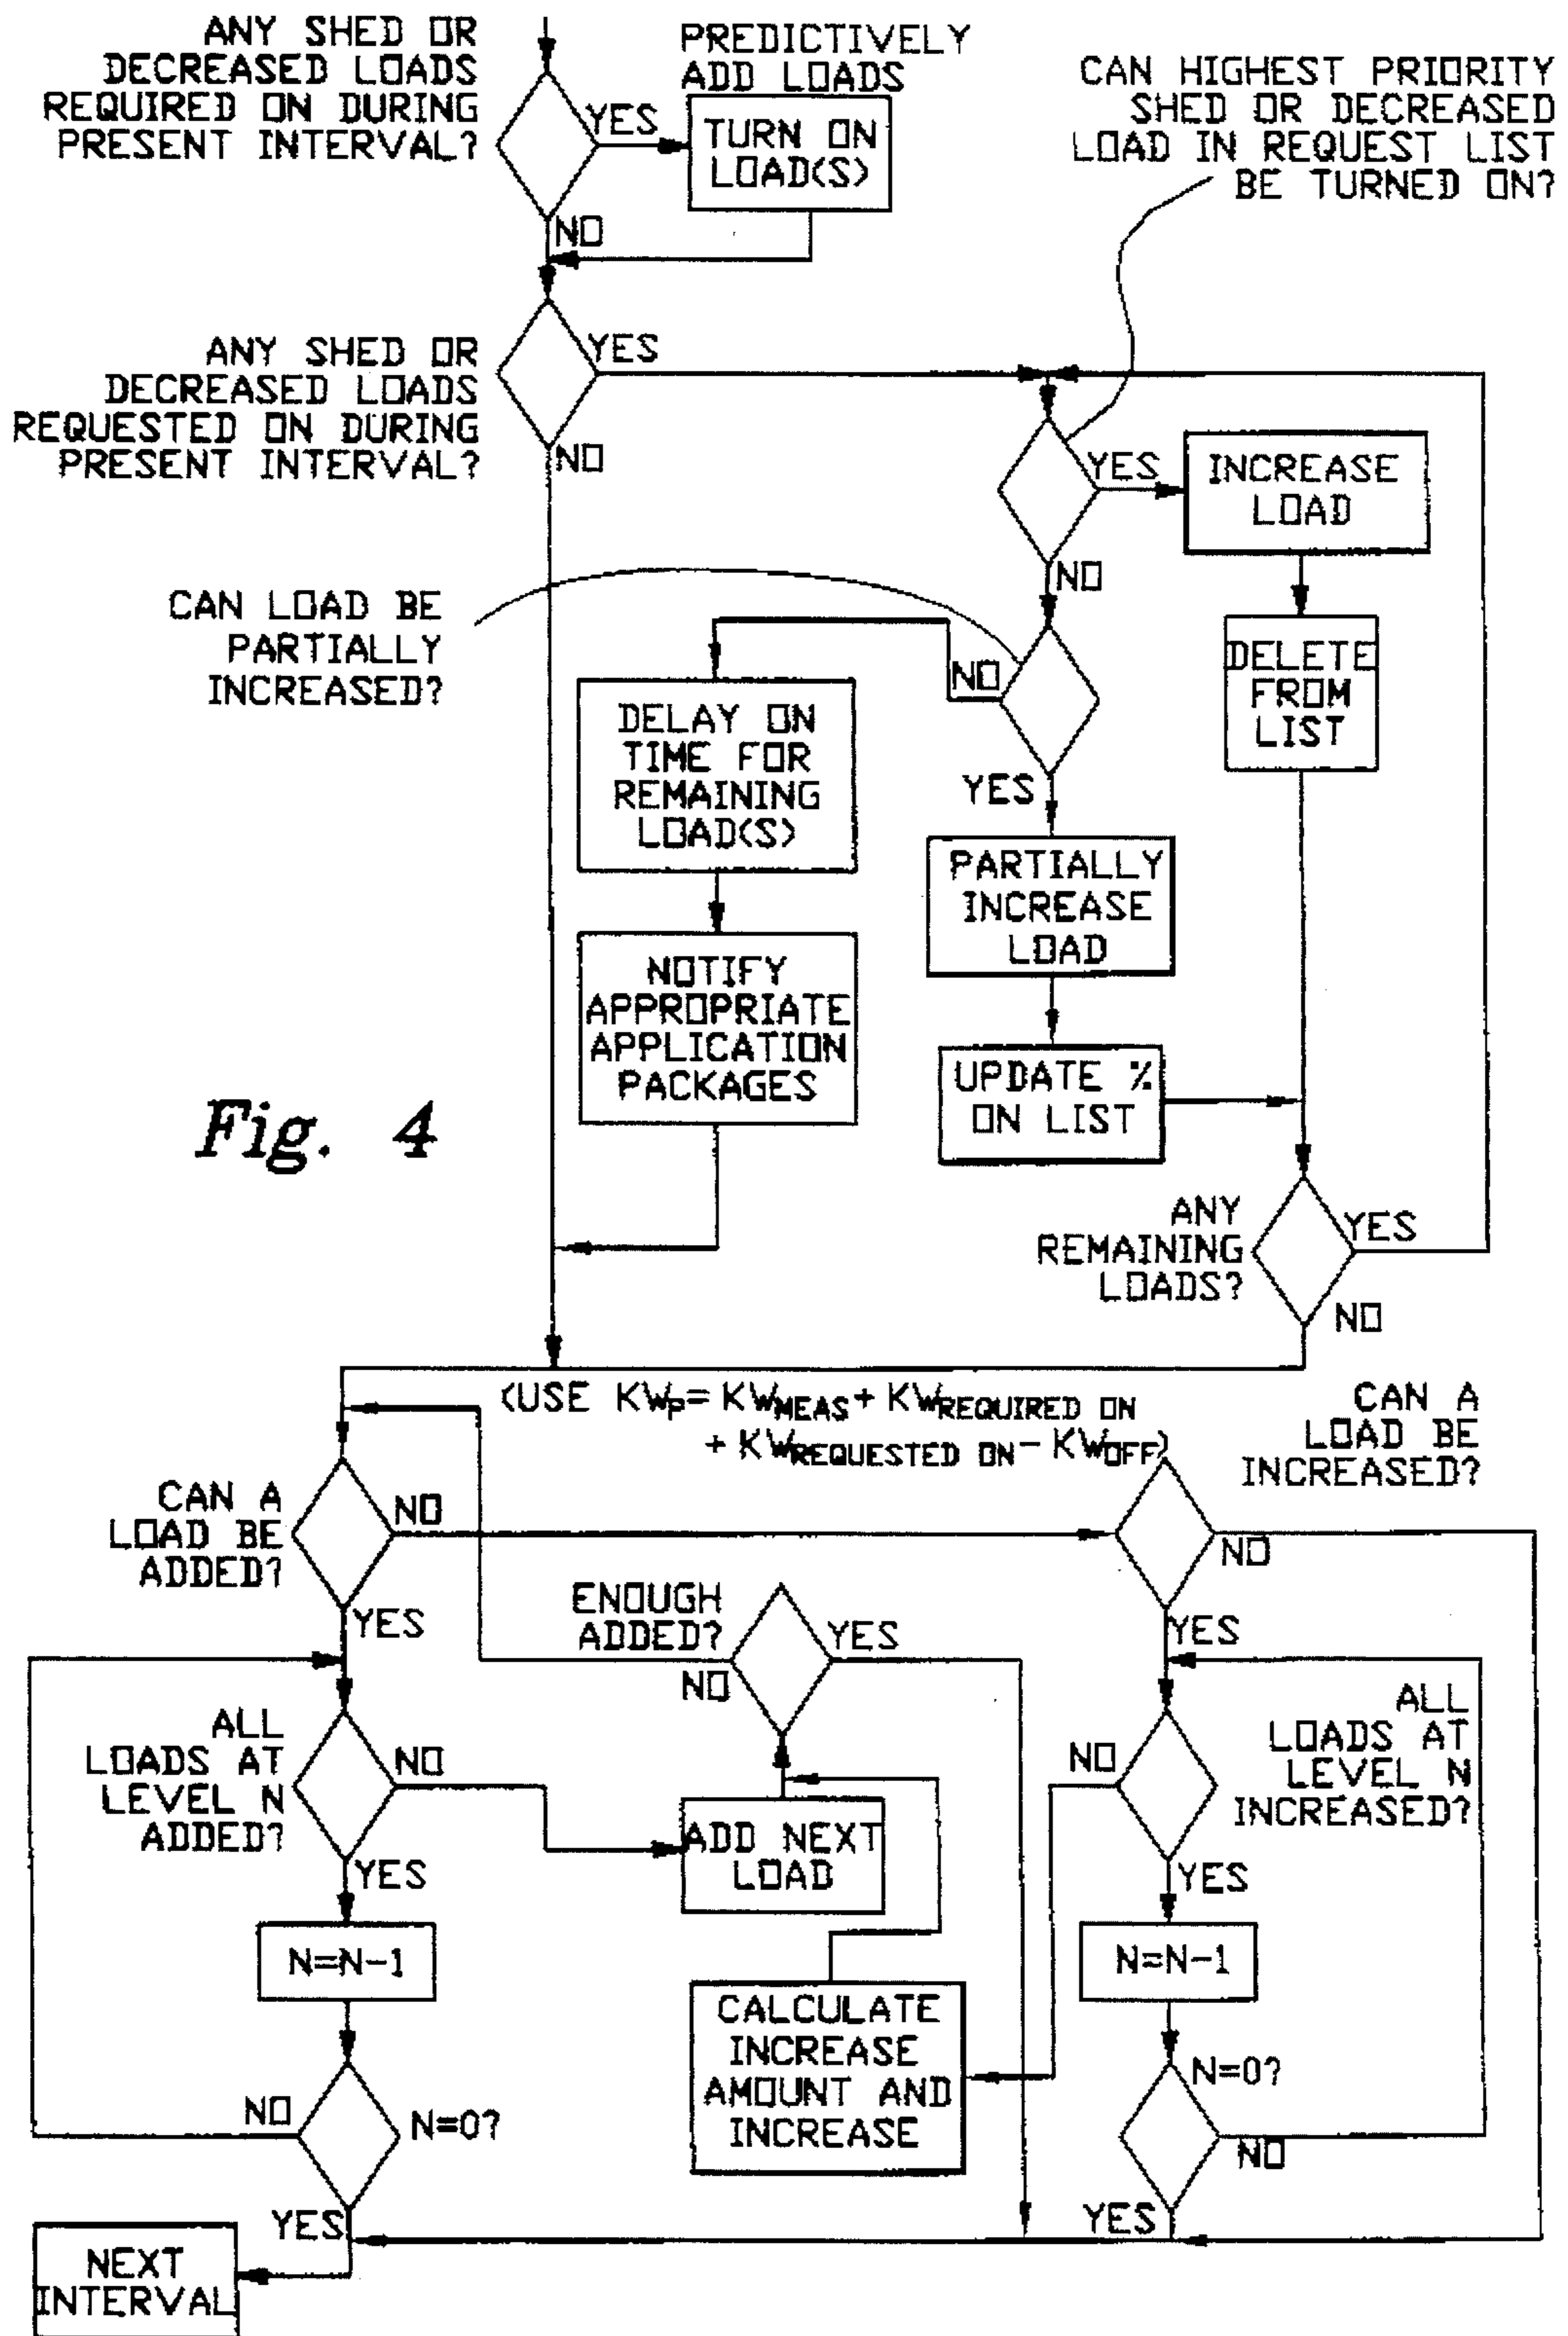 ANY SHED OR
DECREASED LOADS
REQUIRED ON DURING
PRESENT INTERVAL?
PREDICTIVELY
ADD LOADS
YES
TURN ON
LOAD(S)
NO
CAN HIGHEST PRIORITY
SHED OR DECREASED
LOAD IN REQUEST LIST
BE TURNED ON?
ANY SHED OR
DECREASED LOADS
REQUESTED ON DURING
PRESENT INTERVAL?
YES
NO
YES
INCREASE
LOAD
NO
DELETE
FROM
LIST
CAN LOAD BE
PARTIALLY
INCREASED?
NO
YES
DELAY ON
TIME FOR
REMAINING
LOAD(S)
PARTIALLY
INCREASE
LOAD
NOTIFY
APPROPRIATE
APPLICATION
PACKAGES
UPDATE %
ON LIST
Fig. 4
ANY
REMAINING
LOADS?
YES
NO
(USE KWP= KWMEAS+ KWREQUIRED ON
+ KWREQUESTED ON- KWOFF)
CAN A
LOAD BE
INCREASED?
CAN A
LOAD BE
ADDED?
NO
YES
NO
YES
ENOUGH
ADDED?
YES
NO
ALL
LOADS AT
LEVEL N
ADDED?
NO
YES
ADD NEXT
LOAD
ALL
LOADS AT
LEVEL N
INCREASED?
NO
YES
N=N-1
CALCULATE
INCREASE
AMOUNT AND
INCREASE
N=N-1
NO
N=0?
YES
N=0?
NO
YES
NEXT
INTERVAL